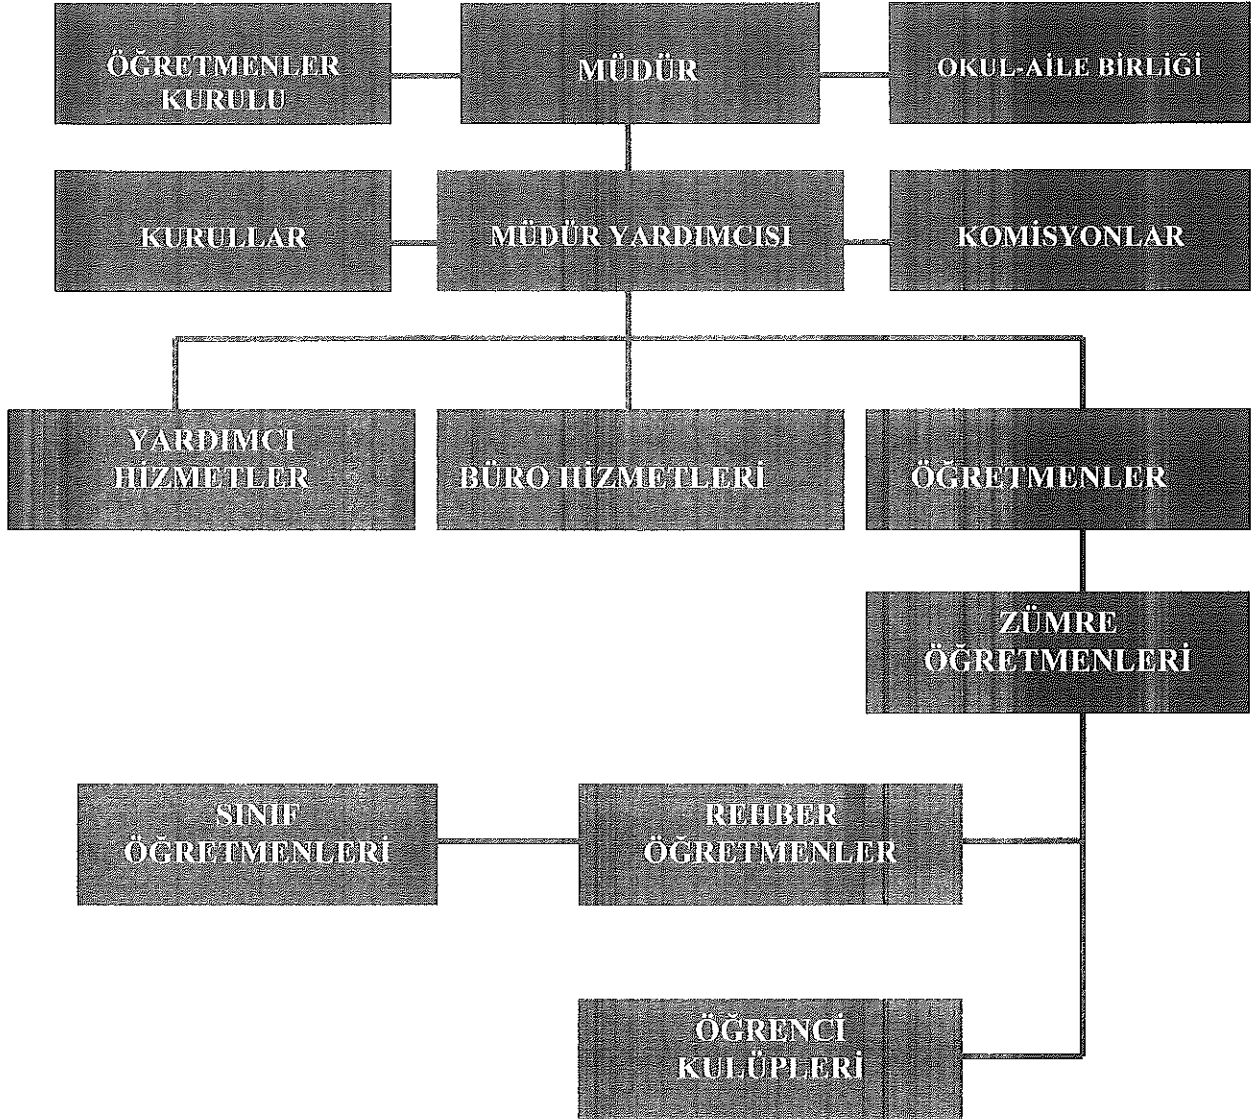 ÖĞRETMENLER
KURULU
MÜDÜR
OKUL-AİLE BİRLİĞİ
KURULLAR
MÜDÜR YARDIMCISI
KOMİSYONLAR
YARDIMCI
HİZMETLER
BÜRO HİZMETLERİ
ÖĞRETMENLER
ZÜMRE
ÖĞRETMENLERİ
SINIF
ÖĞRETMENLERİ
REHBER
ÖĞRETMENLER
ÖĞRENCİ
KULÜPLERİ